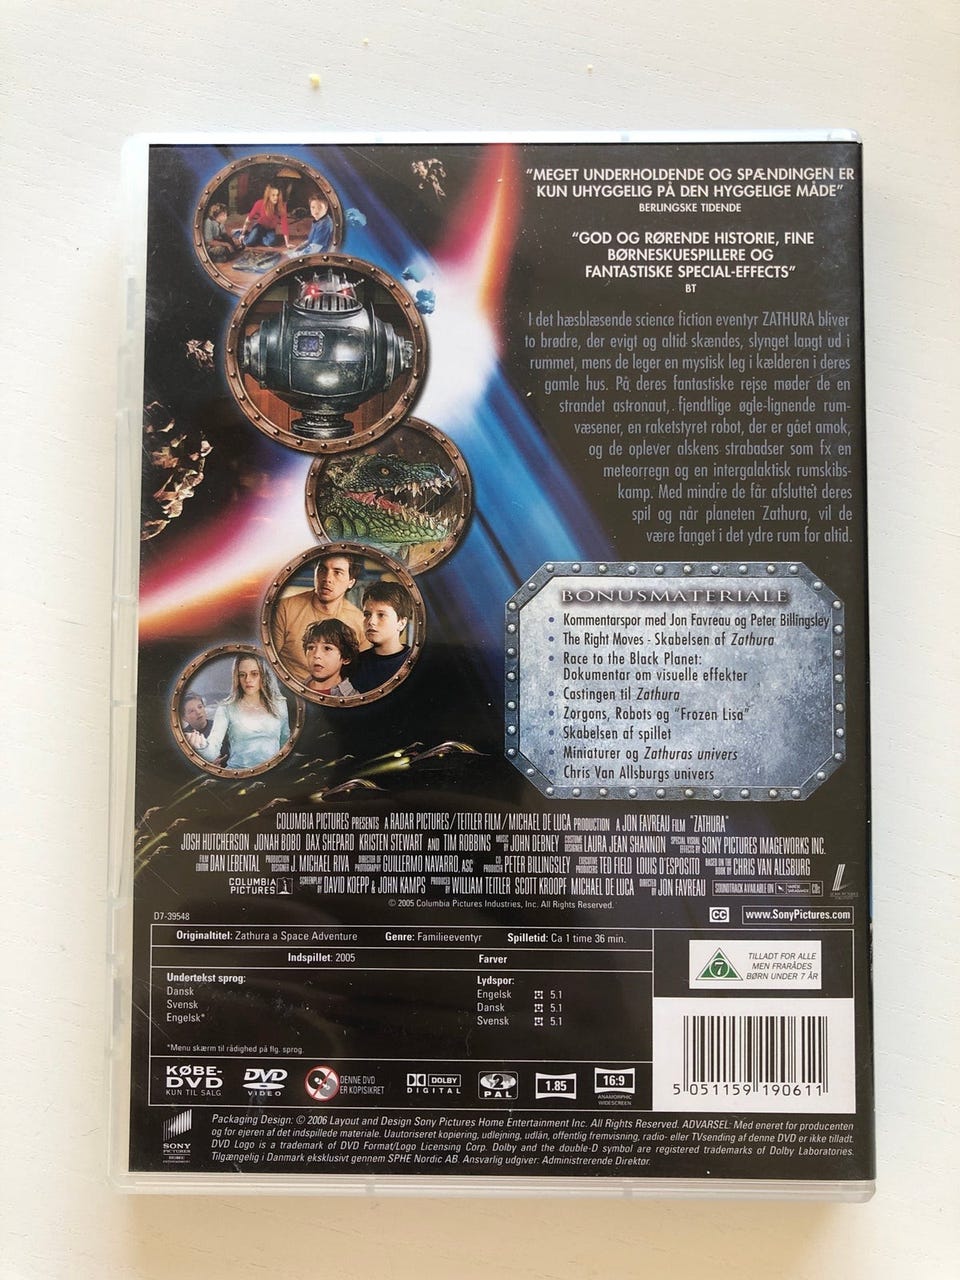 "MEGET UNDERHOLDENDE OG SPÆNDINGEN ER
KUN UHYGGELIG PÅ DEN HYGGELIGE MÅDE"
BERLINGSKE TIDENDE
"GOD OG RØRENDE HISTORIE, FINE
BØRNESKUESPILLERE OG
FANTASTISKE SPECIAL-EFFECTS"
BT
I det hæsblæsende science fiction eventyr ZATHURA bliver
to brødre, der evigt og altid skændes, slynget langt ud i
rummet, mens de leger en mystisk leg i kælderen i deres
gamle hus. På deres fantastiske rejse møder de en
strandet astronaut, fjendtlige øgle-lignende rum-
væsener, en raketstyret robot, der er gået amok,
og de oplever alskens strabadser som fx en
meteorregn og en intergalaktisk rumskibs-
kamp. Med mindre de får afsluttet deres
spil og når planeten Zathura, vil de
være fanget i det ydre rum for altid.
BONUSMATERIALE
• Kommentarspor med Jon Favreau og Peter Billingsley
• The Right Moves - Skabelsen af Zathura
• Race to the Black Planet:
Dokumentar om visuelle effekter
• Castingen til Zathura
• Zorgons, Robots og "Frozen Lisa"
• Skabelsen af spillet
• Miniaturer og Zathuras univers
• Chris Van Allsburgs univers
COLUMBIA PICTURES PRESENTS A RADAR PICTURES/TEITLER FILM/MICHAEL DE LUCA PRODUCTION A JON FAVREAU FILM "ZATHURA"
JOSH HUTCHERSON JONAH BOBO DAX SHEPARD KRISTEN STEWART AND TIM ROBBINS MUSIC BY JOHN DEBNEY COSTUME DESIGNER LAURA JEAN SHANNON SPECIAL VISUAL EFFECTS BY SONY PICTURES IMAGEWORKS INC.
FILM EDITOR DAN LEBENTAL PRODUCTION DESIGNER J. MICHAEL RIVA DIRECTOR OF PHOTOGRAPHY GUILLERMO NAVARRO, ASC CO PRODUCER PETER BILLINGSLEY EXECUTIVE PRODUCERS TED FIELD LOUIS D'ESPOSITO BASED ON THE BOOK BY CHRIS VAN ALLSBURG
COLUMBIA PICTURES SCREENPLAY BY DAVID KOEPP & JOHN KAMPS PRODUCED BY WILLIAM TEITLER SCOTT KROOPF MICHAEL DE LUCA DIRECTED BY JON FAVREAU SOUNDTRACK AVAILABLE ON VARÈSE SARABANDE CDs
© 2005 Columbia Pictures Industries, Inc. All Rights Reserved.
D7-39548
CC www.SonyPictures.com
Originaltitel: Zathura a Space Adventure Genre: Familieeventyr Spilletid: Ca 1 time 36 min.
Indspillet: 2005 Farver
Undertekst sprog:
Dansk
Svensk
Engelsk*
Lydspor:
Engelsk 5.1
Dansk 5.1
Svensk 5.1
*Menu skærm til rådighed på flg. sprog.
7
TILLADT FOR ALLE
MEN FRARÅDES
BØRN UNDER 7 ÅR
5 051159 190611
KØBE-
DVD
KUN TIL SALG
DVD
VIDEO
DENNE DVD
ER KOPISIKRET
DOLBY
DIGITAL
2
PAL
1.85
16:9
ANAMORPHIC
WIDESCREEN
SONY
PICTURES
HOME
ENTERTAINMENT
Packaging Design: © 2006 Layout and Design Sony Pictures Home Entertainment Inc. All Rights Reserved. ADVARSEL: Med eneret for producenten
og for ejeren af det indspillede materiale. Uautoriseret kopiering, udlejning, udlån, offentlig fremvisning, radio- eller TVsending af denne DVD er ikke tilladt.
DVD Logo is a trademark of DVD Format/Logo Licensing Corp. Dolby and the double-D symbol are registered trademarks of Dolby Laboratories.
Tilgængelig i Danmark eksklusivt gennem SPHE Nordic AB. Ansvarlig udgiver: Administrerende Direktør.